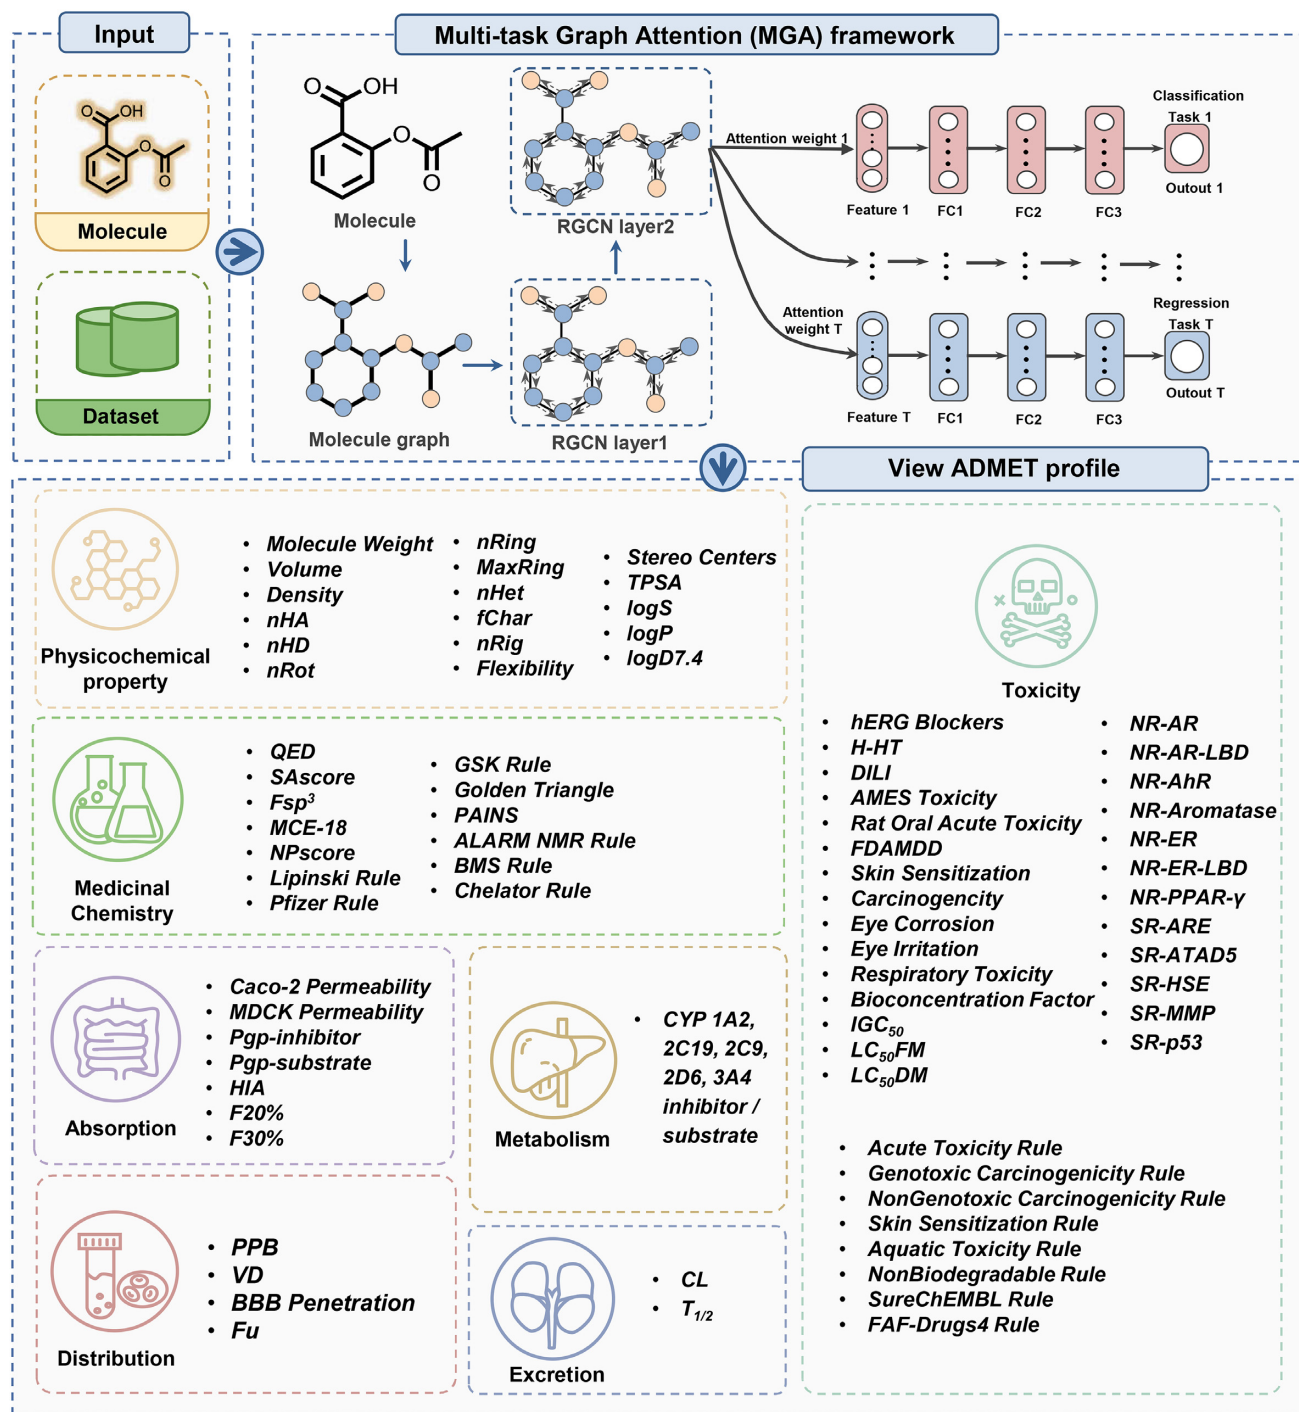 Input
OH
O
O
O
Molecule
Dataset
Multi-task Graph Attention (MGA) framework
O
OH
O
O
Molecule
Molecule graph
RGCN layer2
RGCN layer1
Attention weight 1
Feature 1
FC1
FC2
FC3
Classification
Task 1
Outout 1
Attention
weight T
Feature T
FC1
FC2
FC3
Regression
Task T
Outout T
View ADMET profile
Physicochemical
property
• Molecule Weight
• Volume
• Density
• nHA
• nHD
• nRot
• nRing
• MaxRing
• nHet
• fChar
• nRig
• Flexibility
• Stereo Centers
• TPSA
• logS
• logP
• logD7.4
Medicinal
Chemistry
• QED
• SAscore
• Fsp³
• MCE-18
• NPscore
• Lipinski Rule
• Pfizer Rule
• GSK Rule
• Golden Triangle
• PAINS
• ALARM NMR Rule
• BMS Rule
• Chelator Rule
Absorption
• Caco-2 Permeability
• MDCK Permeability
• Pgp-inhibitor
• Pgp-substrate
• HIA
• F20%
• F30%
Metabolism
• CYP 1A2,
2C19, 2C9,
2D6, 3A4
inhibitor /
substrate
Distribution
• PPB
• VD
• BBB Penetration
• Fu
Excretion
• CL
• T1/2
Toxicity
• hERG Blockers
• H-HT
• DILI
• AMES Toxicity
• Rat Oral Acute Toxicity
• FDAMDD
• Skin Sensitization
• Carcinogencity
• Eye Corrosion
• Eye Irritation
• Respiratory Toxicity
• Bioconcentration Factor
• IGC50
• LC50FM
• LC50DM
• NR-AR
• NR-AR-LBD
• NR-AhR
• NR-Aromatase
• NR-ER
• NR-ER-LBD
• NR-PPAR-γ
• SR-ARE
• SR-ATAD5
• SR-HSE
• SR-MMP
• SR-p53
• Acute Toxicity Rule
• Genotoxic Carcinogenicity Rule
• NonGenotoxic Carcinogenicity Rule
• Skin Sensitization Rule
• Aquatic Toxicity Rule
• NonBiodegradable Rule
• SureChEMBL Rule
• FAF-Drugs4 Rule